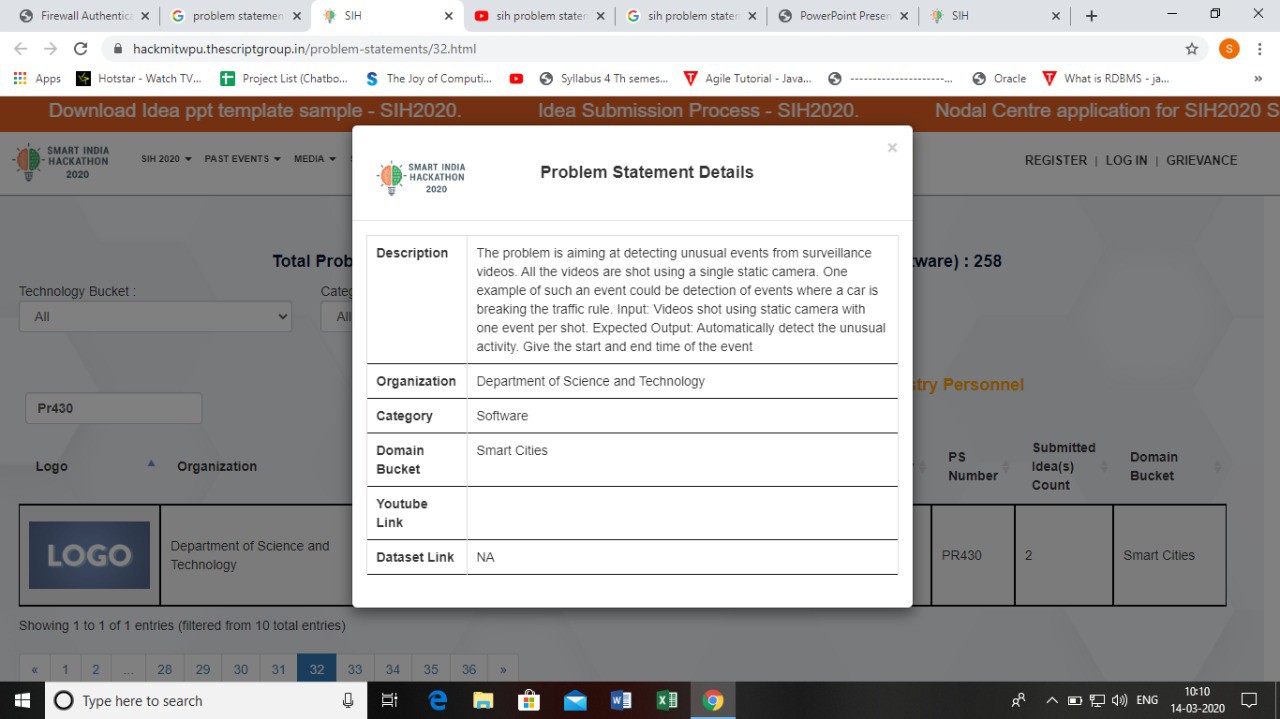 Firewall Authentica
problem statemen
SIH
sih problem stater
sih problem staten
PowerPoint Presen
SIH
hackmitwpu.thescriptgroup.in/problem-statements/32.html
S
Apps
Hotstar - Watch TV...
Project List (Chatbo...
The Joy of Computi...
Syllabus 4 Th semes...
Agile Tutorial - Java...
---------------------...
Oracle
What is RDBMS - ja...
»
Download Idea ppt template sample - SIH2020.
Idea Submission Process - SIH2020.
Nodal Centre application for SIH2020 S
SMART INDIA
HACKATHON
2020
SIH 2020
PAST EVENTS
MEDIA
REGISTER | LOG IN | GRIEVANCE
SMART INDIA
HACKATHON
2020
Problem Statement Details
×
Description
The problem is aiming at detecting unusual events from surveillance
videos. All the videos are shot using a single static camera. One
example of such an event could be detection of events where a car is
breaking the traffic rule. Input: Videos shot using static camera with
one event per shot. Expected Output: Automatically detect the unusual
activity. Give the start and end time of the event
Organization
Department of Science and Technology
Category
Software
Domain
Bucket
Smart Cities
Youtube
Link
Dataset Link
NA
Total Prob
ware) : 258
Technology Bucket :
Categ
All
All
stry Personnel
Pr430
Logo
Organization
PS
Number
Submitted
Idea(s)
Count
Domain
Bucket
LOGO
Department of Science and
Technology
PR430
2
Smart Cities
Showing 1 to 1 of 1 entries (filtered from 10 total entries)
« 1 2 ... 28 29 30 31 32 33 34 35 36 »
Type here to search
ENG
10:10
14-03-2020